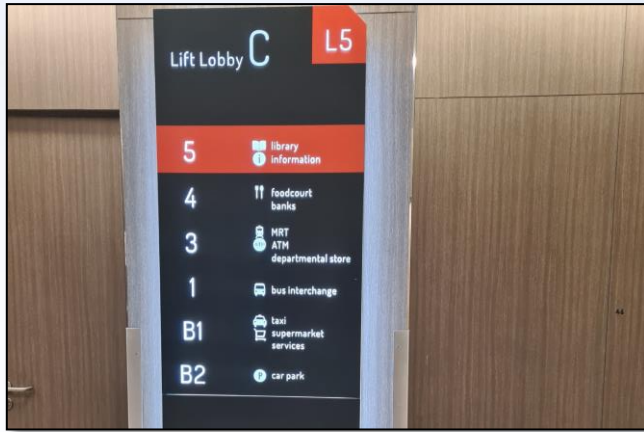 Lift Lobby C
L5
5
library
information
4
foodcourt
banks
3
MRT
ATM
departmental store
1
bus interchange
B1
taxi
supermarket
services
B2
P
car park